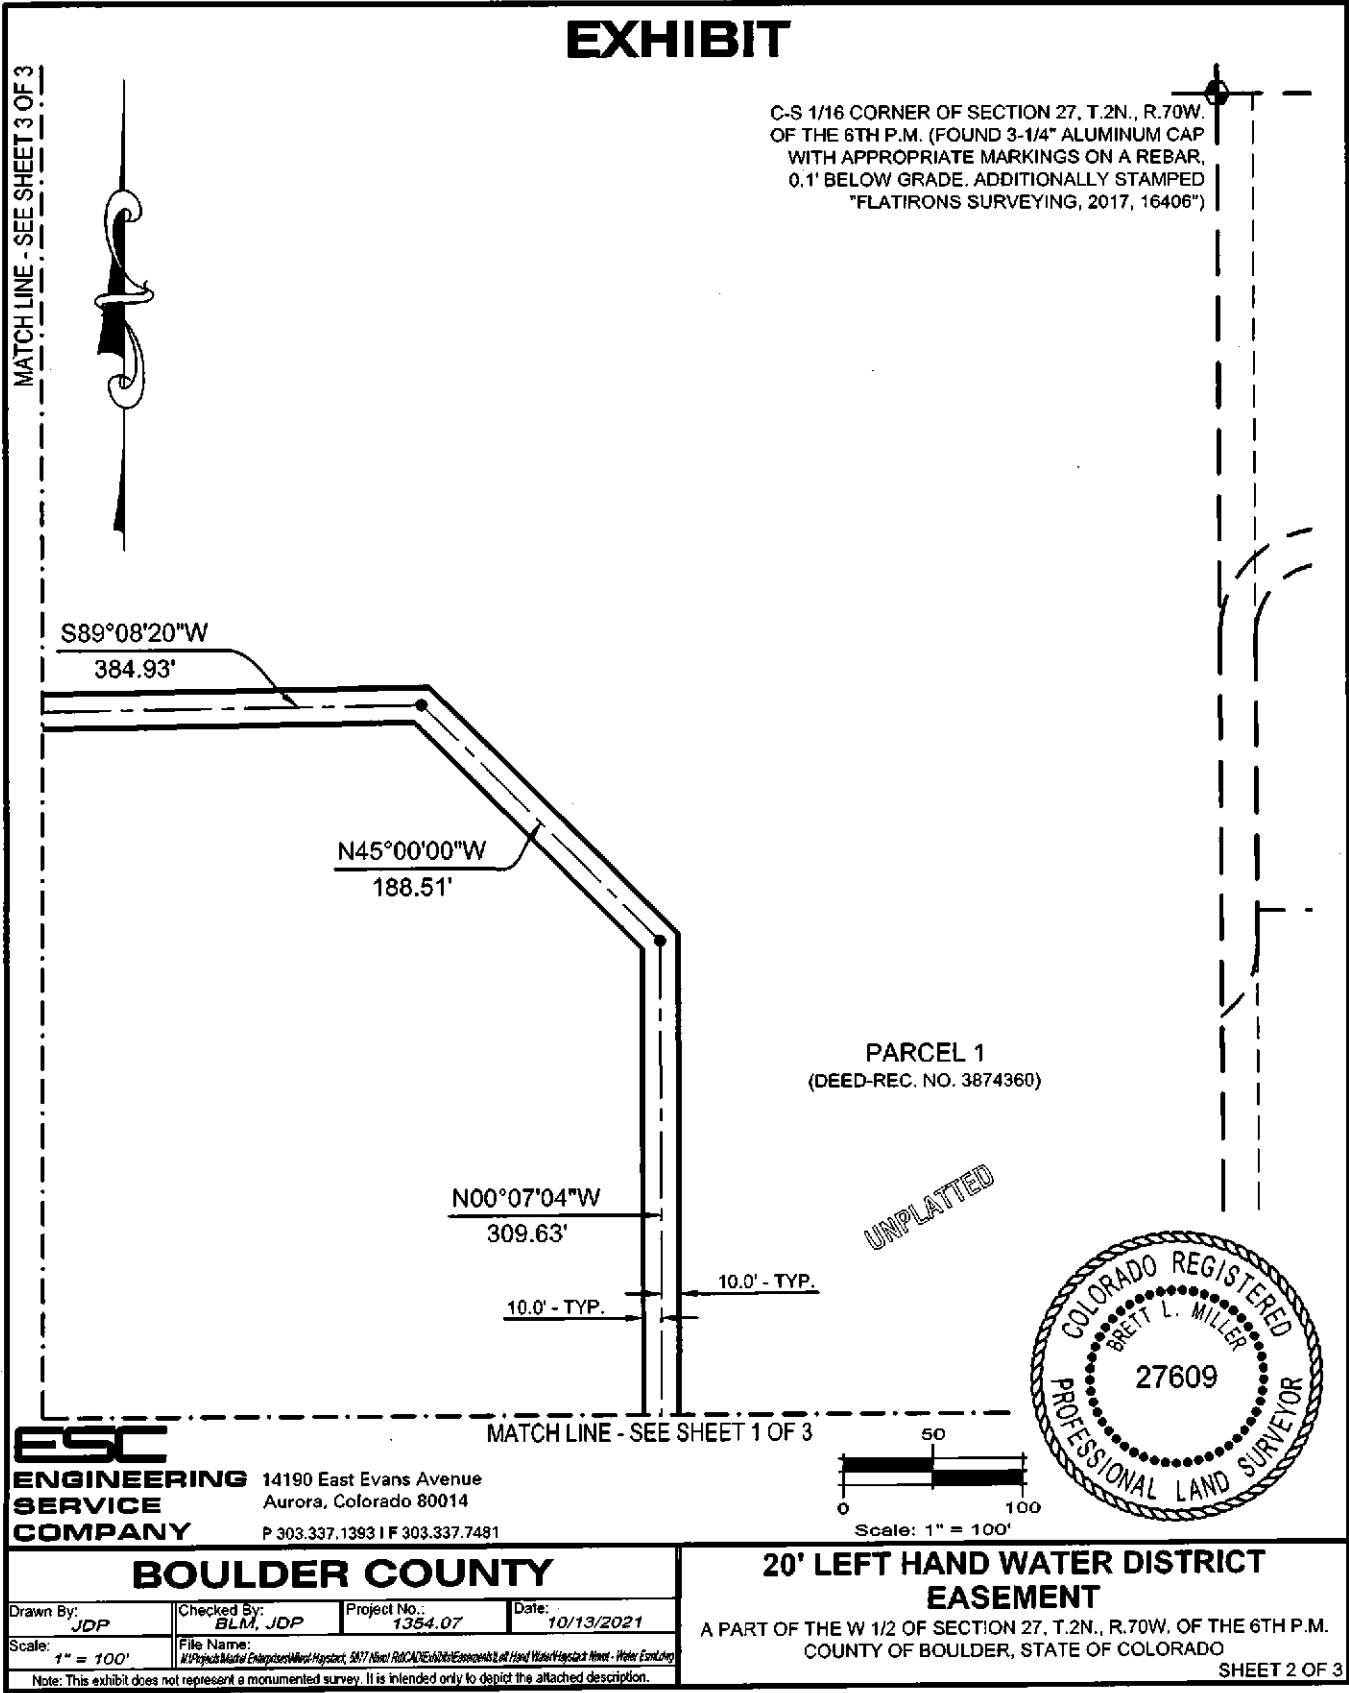 EXHIBIT
MATCH LINE - SEE SHEET 3 OF 3
C-S 1/16 CORNER OF SECTION 27, T.2N., R.70W.
OF THE 6TH P.M. (FOUND 3-1/4" ALUMINUM CAP
WITH APPROPRIATE MARKINGS ON A REBAR,
0.1' BELOW GRADE. ADDITIONALLY STAMPED
"FLATIRONS SURVEYING, 2017, 16406")
S89°08'20"W
384.93'
N45°00'00"W
188.51'
PARCEL 1
(DEED-REC. NO. 3874360)
N00°07'04"W
309.63'
UNPLATTED
10.0' - TYP.
10.0' - TYP.
COLORADO REGISTERED
BRETT L. MILLER
27609
PROFESSIONAL LAND SURVEYOR
MATCH LINE - SEE SHEET 1 OF 3
50
0 100
Scale: 1" = 100'
ESC
ENGINEERING
SERVICE
COMPANY
14190 East Evans Avenue
Aurora, Colorado 80014
P 303.337.1393 I F 303.337.7481
BOULDER COUNTY
Drawn By: JDP
Checked By: BLM, JDP
Project No.: 1354.07
Date: 10/13/2021
Scale: 1" = 100'
File Name:
Note: This exhibit does not represent a monumented survey. It is intended only to depict the attached description.
20' LEFT HAND WATER DISTRICT
EASEMENT
A PART OF THE W 1/2 OF SECTION 27, T.2N., R.70W. OF THE 6TH P.M.
COUNTY OF BOULDER, STATE OF COLORADO
SHEET 2 OF 3